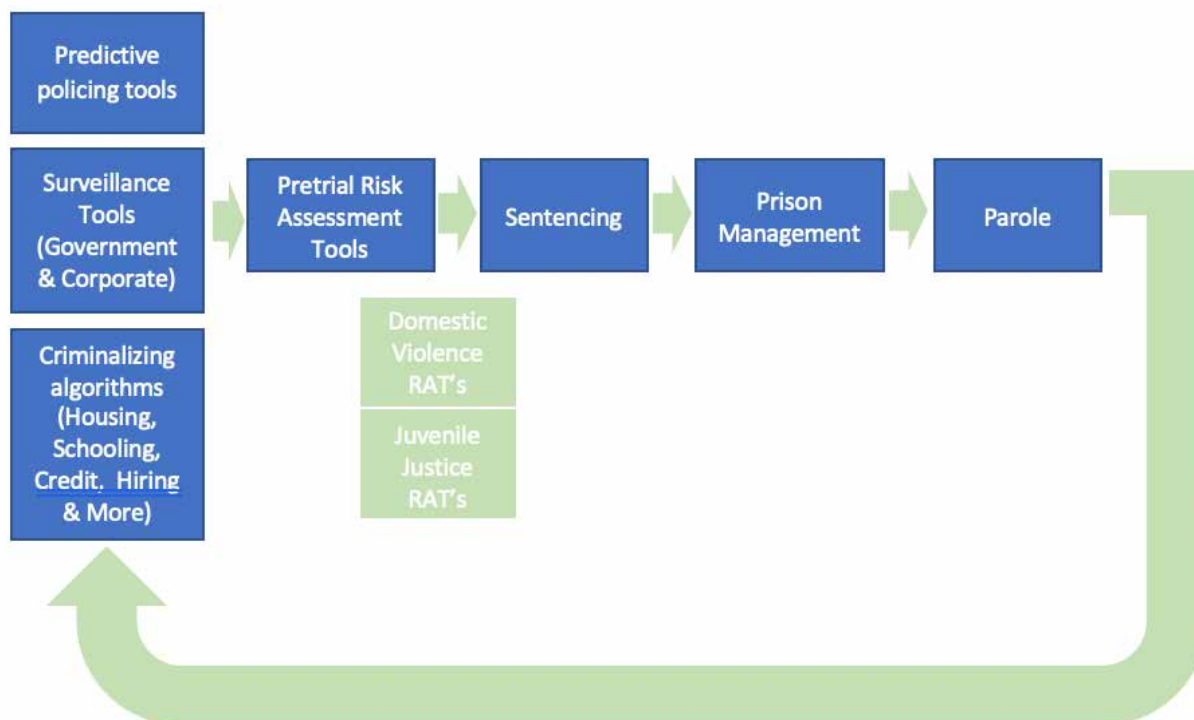 Predictive
policing tools
Surveillance
Tools
(Government
& Corporate)
Criminalizing
algorithms
(Housing,
Schooling,
Credit. Hiring
& More)
Pretrial Risk
Assessment
Tools
Domestic
Violence
RAT's
Juvenile
Justice
RAT's
Sentencing
Prison
Management
Parole